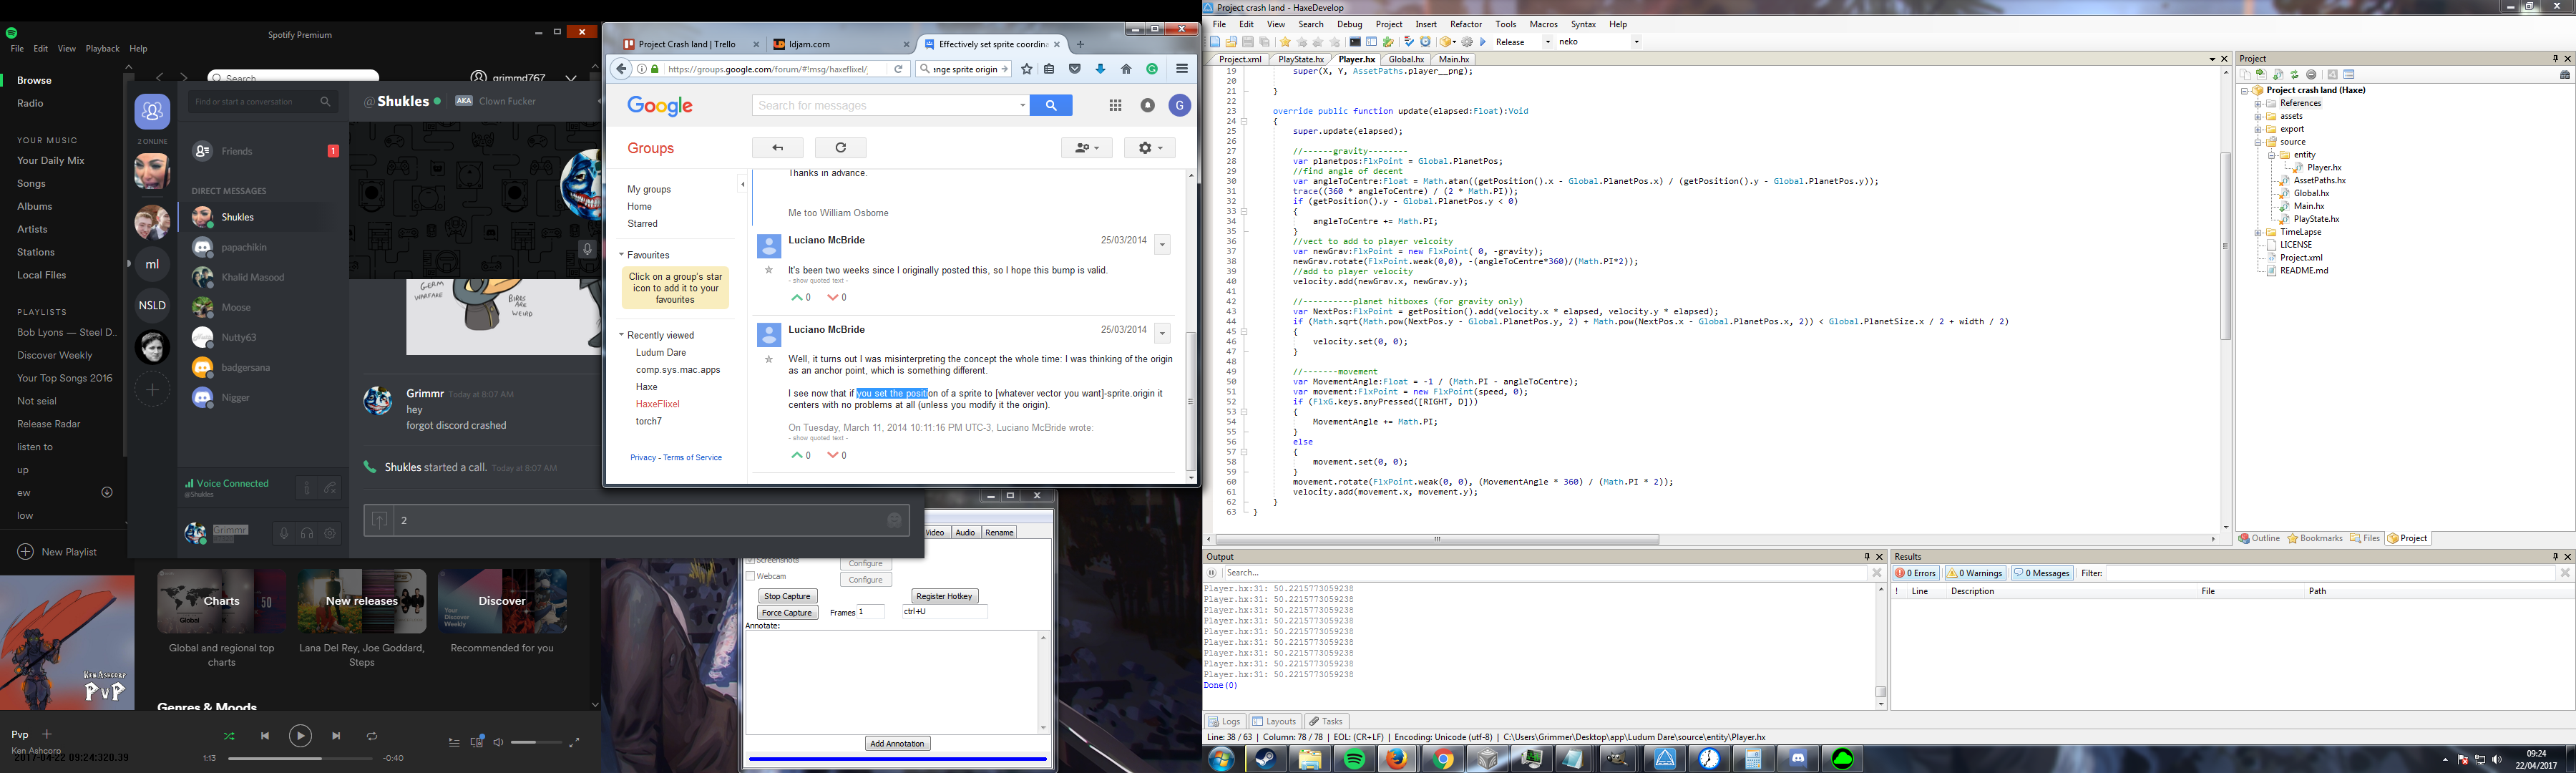 Spotify Premium
File Edit View Playback Help
Search
grimmd767
Browse
Radio
YOUR MUSIC
Your Daily Mix
Songs
Albums
Artists
Stations
Local Files
PLAYLISTS
Bob Lyons — Steel D..
Discover Weekly
Your Top Songs 2016
Not seial
Release Radar
listen to
up
ew
low
New Playlist
KEN ASHCORP
PvP
Pvp
Ken Ashcorp
2017-04-22 09:24:320.39
1:13
-0:40
Charts
Global and regional top
charts
New releases
Lana Del Rey, Joe Goddard,
Steps
Discover
Recommended for you
Genres & Moods
2 ONLINE
ml
NSLD
Find or start a conversation
Friends
1
DIRECT MESSAGES
Shukles
papachikin
Khalid Masood
Moose
Nutty63
badgersana
Nigger
Voice Connected
@Shukles
Grimmr
@Shukles
AKA Clown Fucker
GERM
WARFARE
BIRDS
ARE
WEIRD
Grimmr Today at 8:07 AM
hey
forgot discord crashed
Shukles started a call. Today at 8:07 AM
2
Project Crash land | Trello
ldjam.com
Effectively set sprite coordina
https://groups.google.com/forum/#!msg/haxeflixel/
inge sprite origin
Google
Search for messages
G
Groups
My groups
Home
Starred
Favourites
Click on a group's star
icon to add it to your
favourites
Recently viewed
Ludum Dare
comp.sys.mac.apps
Haxe
HaxeFlixel
torch7
Privacy - Terms of Service
Thanks in advance.
Me too William Osborne
Luciano McBride
25/03/2014
It's been two weeks since I originally posted this, so I hope this bump is valid.
- show quoted text -
0 0
Luciano McBride
25/03/2014
Well, it turns out I was misinterpreting the concept the whole time: I was thinking of the origin
as an anchor point, which is something different.
I see now that if you set the position of a sprite to [whatever vector you want]-sprite.origin it
centers with no problems at all (unless you modify it the origin).
On Tuesday, March 11, 2014 10:11:16 PM UTC-3, Luciano McBride wrote:
- show quoted text -
0 0
Video Audio Rename
Screenshots Configure
Webcam Configure
Stop Capture Register Hotkey
Force Capture Frames 1 ctrl+U
Annotate:
Add Annotation
Project crash land - HaxeDevelop
File Edit View Search Debug Project Insert Refactor Tools Macros Syntax Help
Release neko
Project.xml PlayState.hx Player.hx Global.hx Main.hx
19 super(X, Y, AssetPaths.player__png);
20
21 }
22
23 override public function update(elapsed:Float):Void
24 {
25 super.update(elapsed);
26
27 //------gravity--------
28 var planetpos:FlxPoint = Global.PlanetPos;
29 //find angle of decent
30 var angleToCentre:Float = Math.atan((getPosition().x - Global.PlanetPos.x) / (getPosition().y - Global.PlanetPos.y));
31 trace((360 * angleToCentre) / (2 * Math.PI));
32 if (getPosition().y - Global.PlanetPos.y < 0)
33 {
34 angleToCentre += Math.PI;
35 }
36 //vect to add to player velcoity
37 var newGrav:FlxPoint = new FlxPoint( 0, -gravity);
38 newGrav.rotate(FlxPoint.weak(0,0), -(angleToCentre*360)/(Math.PI*2));
39 //add to player velocity
40 velocity.add(newGrav.x, newGrav.y);
41
42 //----------planet hitboxes (for gravity only)
43 var NextPos:FlxPoint = getPosition().add(velocity.x * elapsed, velocity.y * elapsed);
44 if (Math.sqrt(Math.pow(NextPos.y - Global.PlanetPos.y, 2) + Math.pow(NextPos.x - Global.PlanetPos.x, 2)) < Global.PlanetSize.x / 2 + width / 2)
45 {
46 velocity.set(0, 0);
47 }
48
49 //-------movement
50 var MovementAngle:Float = -1 / (Math.PI - angleToCentre);
51 var movement:FlxPoint = new FlxPoint(speed, 0);
52 if (FlxG.keys.anyPressed([RIGHT, D]))
53 {
54 MovementAngle += Math.PI;
55 }
56 else
57 {
58 movement.set(0, 0);
59 }
60 movement.rotate(FlxPoint.weak(0, 0), (MovementAngle * 360) / (Math.PI * 2));
61 velocity.add(movement.x, movement.y);
62 }
63 }
Project
Project crash land (Haxe)
References
assets
export
source
entity
Player.hx
AssetPaths.hx
Global.hx
Main.hx
PlayState.hx
TimeLapse
LICENSE
Project.xml
README.md
Outline Bookmarks Files Project
Output
Search...
Player.hx:31: 50.2215773059238
Player.hx:31: 50.2215773059238
Player.hx:31: 50.2215773059238
Player.hx:31: 50.2215773059238
Player.hx:31: 50.2215773059238
Player.hx:31: 50.2215773059238
Player.hx:31: 50.2215773059238
Player.hx:31: 50.2215773059238
Player.hx:31: 50.2215773059238
Done(0)
Logs Layouts Tasks
Results
0 Errors 0 Warnings 0 Messages Filter:
! Line Description File Path
Line: 38 / 63 | Column: 78 / 78 | EOL: (CR+LF) | Encoding: Unicode (utf-8) | C:\Users\Grimmer\Desktop\app\Ludum Dare\source\entity\Player.hx
09:24
22/04/2017